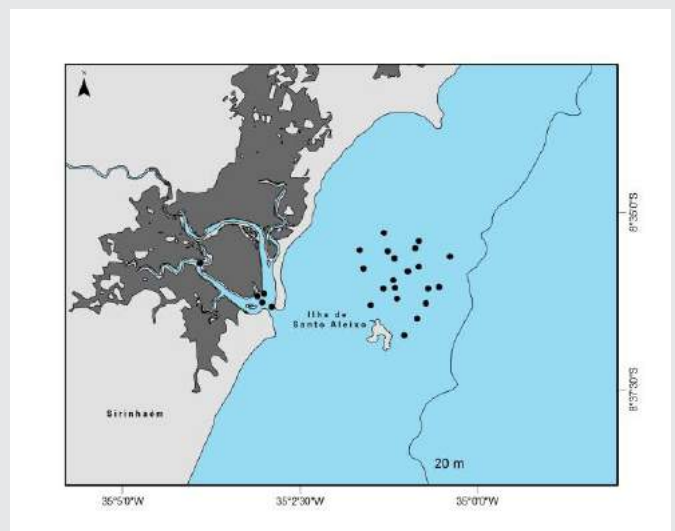 N
8°35'0"S
Ilha de
Santo Aleixo
8°37'30"S
Sirinhaém
20 m
35°5'0"W
35°2'30"W
35°0'0"W